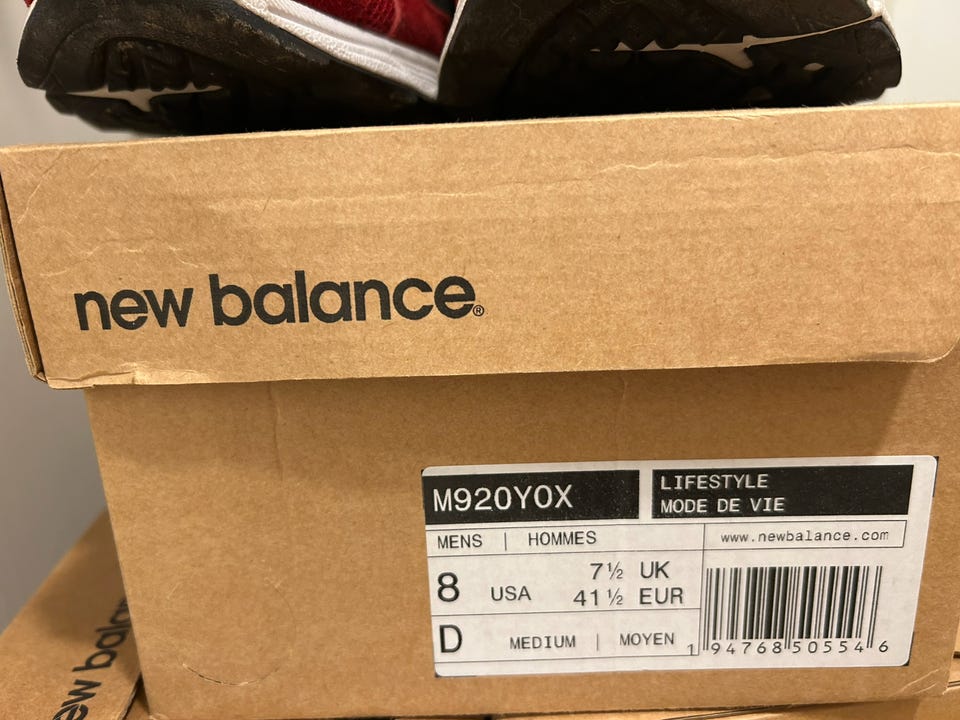 new balance®
M920YOX
LIFESTYLE
MODE DE VIE
MENS | HOMMES
www.newbalance.com
8 USA 7½ UK
41½ EUR
D MEDIUM | MOYEN
1 94768 50554 6
new balan